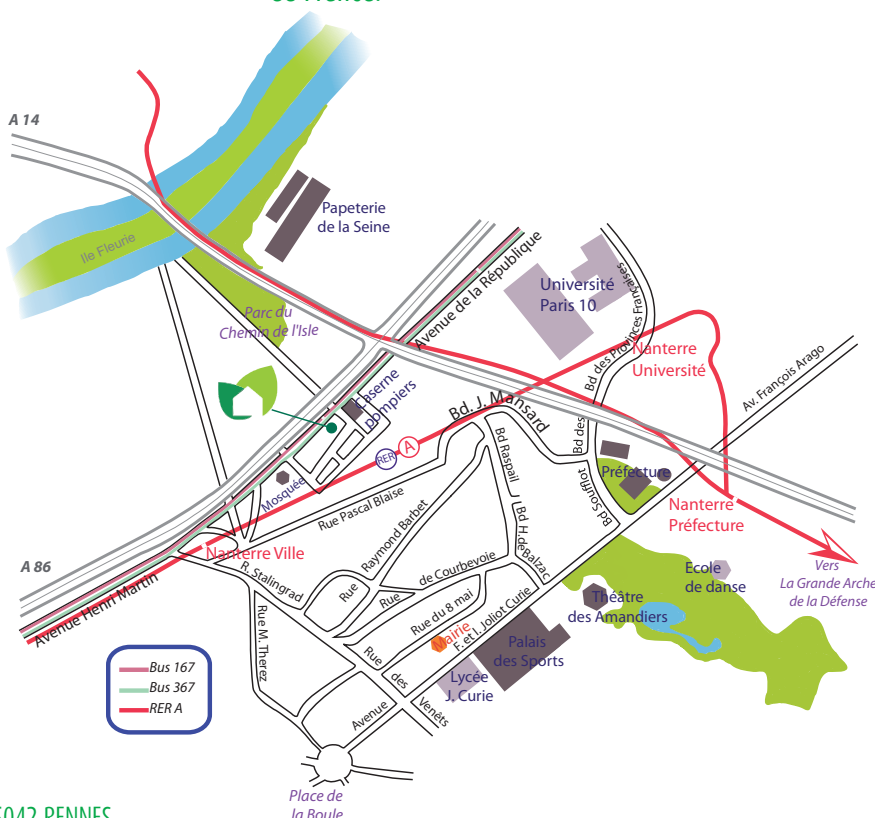 A 14
Ile Fleurie
Papeterie
de la Seine
Parc du
Chemin de l'Isle
Avenue de la République
Université
Paris 10
Bd des Provinces Françaises
Nanterre
Université
Av. François Arago
Caserne
pompiers
Bd. J. Mansard
Bd des
RER
A
Mosquée
Rue Pascal Blaise
Bd Raspail
Bd Soufflot
Préfecture
Nanterre
Préfecture
Raymond Barbet
Rue
Bd H. de Balzac
Nanterre Ville
A 86
Avenue Henri Martin
R. Stalingrad
Rue M. Therez
Rue
de Courbevoie
Rue du 8 mai
F. et I. Joliot Curie
Avenue
Mairie
Palais
des Sports
Lycée
J. Curie
Rue
des
Venêts
Théâtre
des Amandiers
Ecole
de danse
Vers
La Grande Arche
de la Défense
Bus 167
Bus 367
RER A
Place de
la Boule
042 RENNES